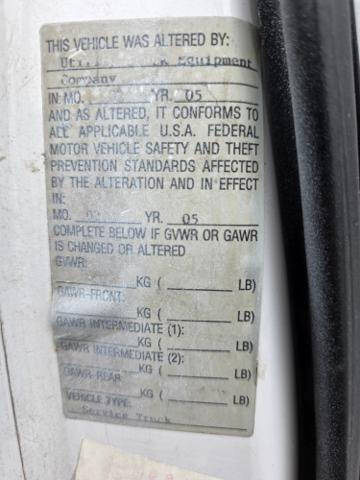 THIS VEHICLE WAS ALTERED BY:
Equipment
Company
IN MO. YR. 05
AND AS ALTERED, IT CONFORMS TO
ALL APPLICABLE U.S.A. FEDERAL
MOTOR VEHICLE SAFETY AND THEFT
PREVENTION STANDARDS AFFECTED
BY THE ALTERATION AND IN EFFECT
IN:
MO. YR. 05
COMPLETE BELOW IF GVWR OR GAWR
IS CHANGED OR ALTERED
GVWR:
KG ( LB)
GAWR-FRONT:
KG ( LB)
GAWR INTERMEDIATE (1):
KG ( LB)
GAWR INTERMEDIATE (2):
KG ( LB)
GAWR-REAR
KG ( LB)
VEHICLE TYPE:
Service Truck